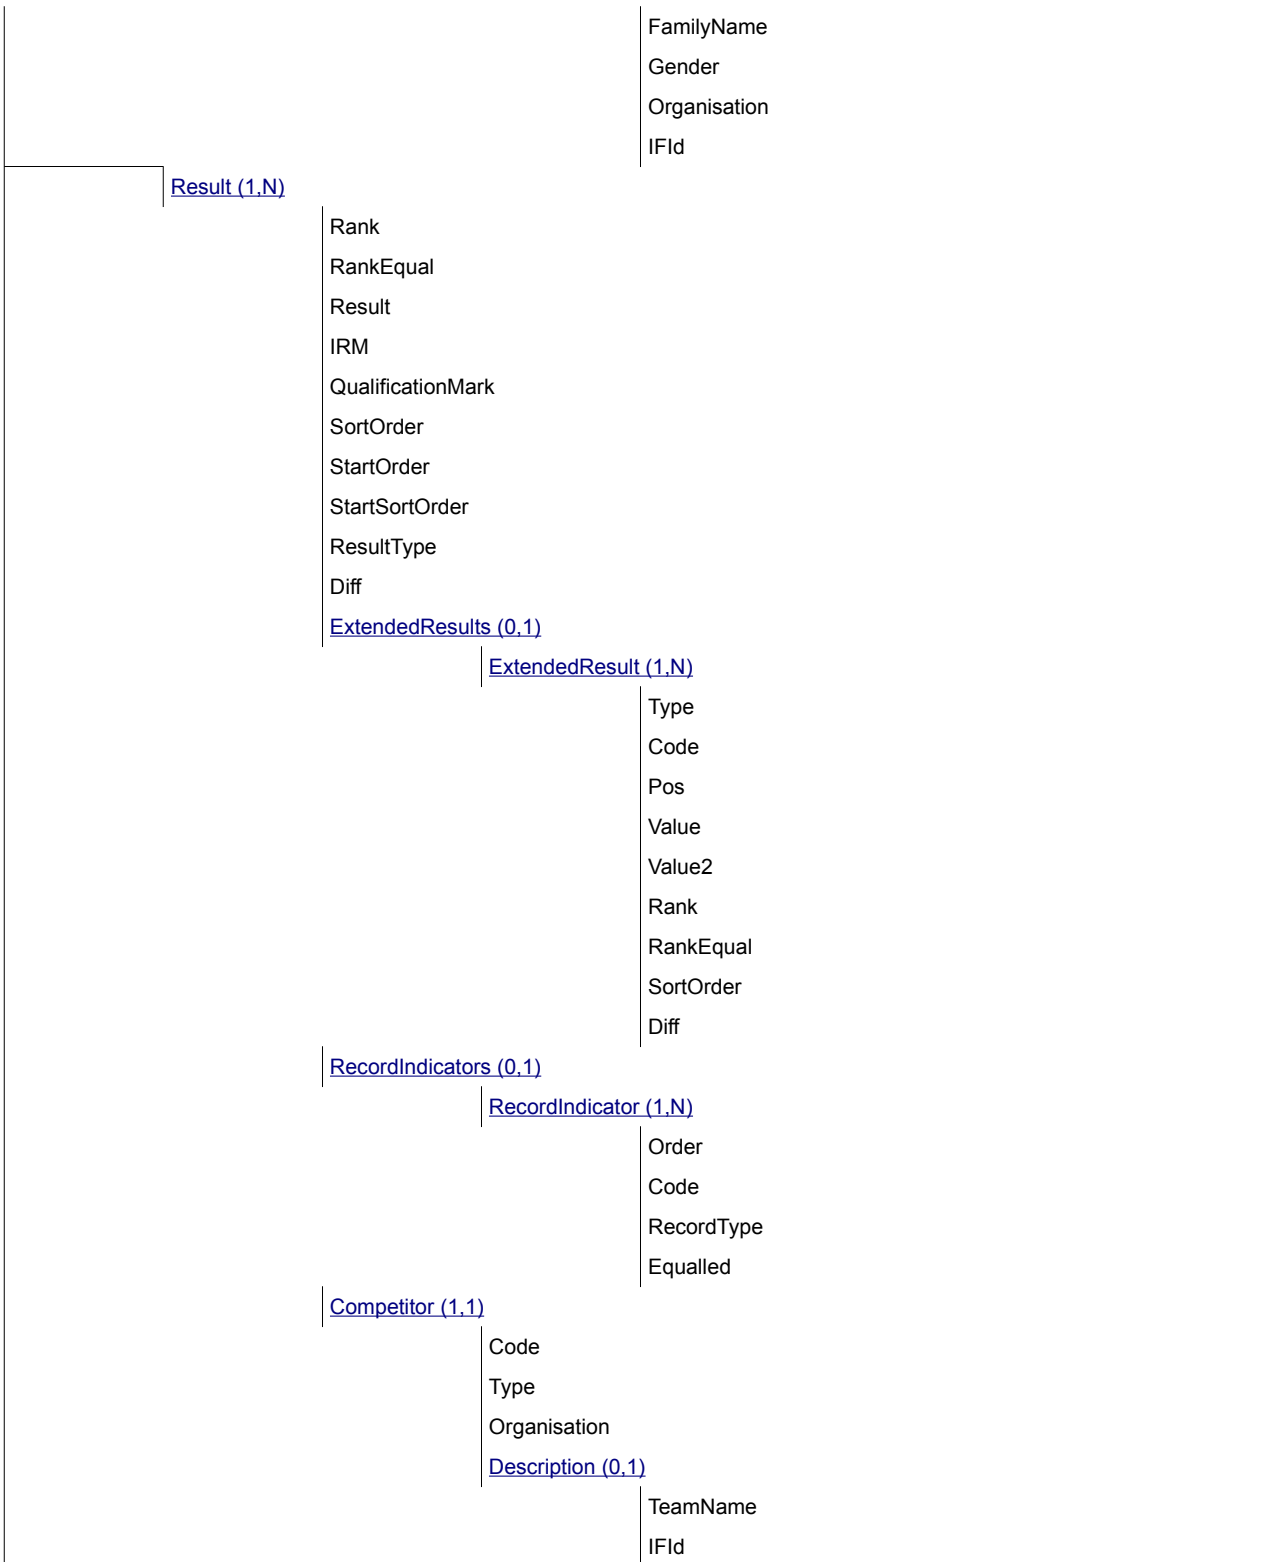 FamilyName
Gender
Organisation
IFId
Result (1,N)
Rank
RankEqual
Result
IRM
QualificationMark
SortOrder
StartOrder
StartSortOrder
ResultType
Diff
ExtendedResults (0,1)
ExtendedResult (1,N)
Type
Code
Pos
Value
Value2
Rank
RankEqual
SortOrder
Diff
RecordIndicators (0,1)
RecordIndicator (1,N)
Order
Code
RecordType
Equalled
Competitor (1,1)
Code
Type
Organisation
Description (0,1)
TeamName
IFId